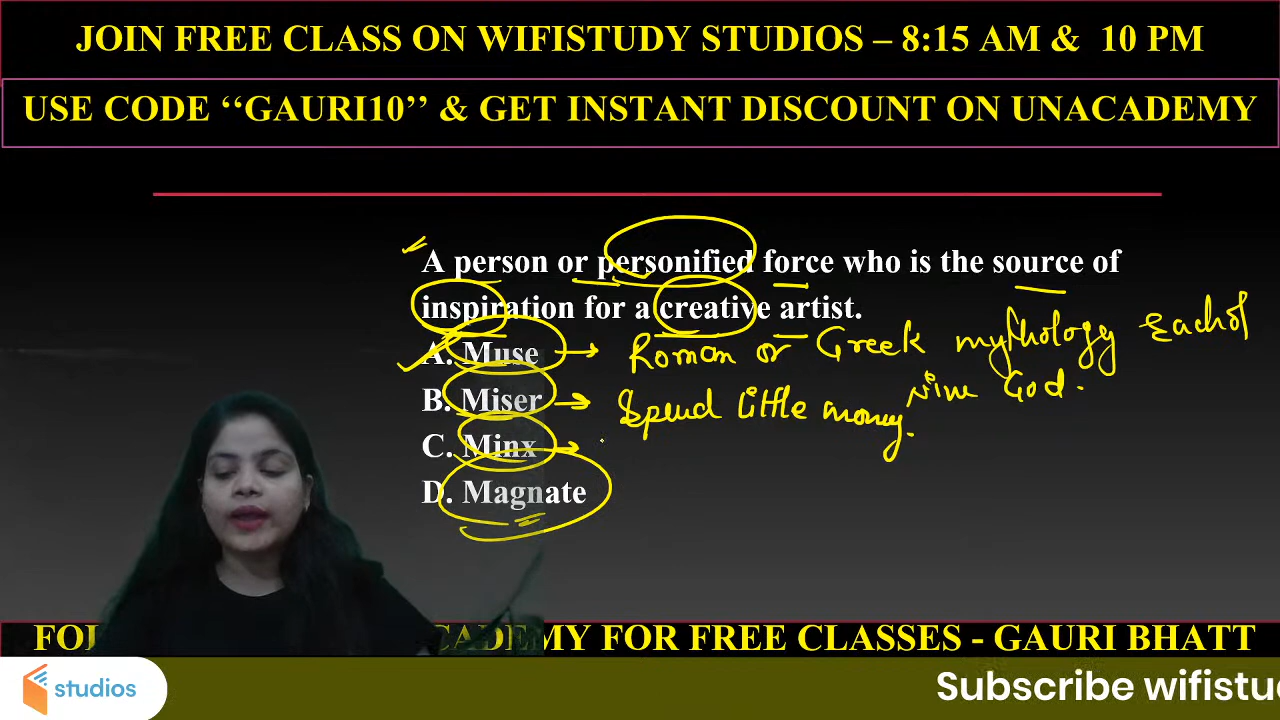 JOIN FREE CLASS ON WIFISTUDY STUDIOS – 8:15 AM & 10 PM
USE CODE ‘‘GAURI10’’ & GET INSTANT DISCOUNT ON UNACADEMY
A person or personified force who is the source of
inspiration for a creative artist.
A. Muse → Roman or Greek mythology Each of
nine God.
B. Miser → Spend little money.
C. Minx →
D. Magnate
FOR FREE CLASSES - GAURI BHATT
studios
Subscribe wifistu